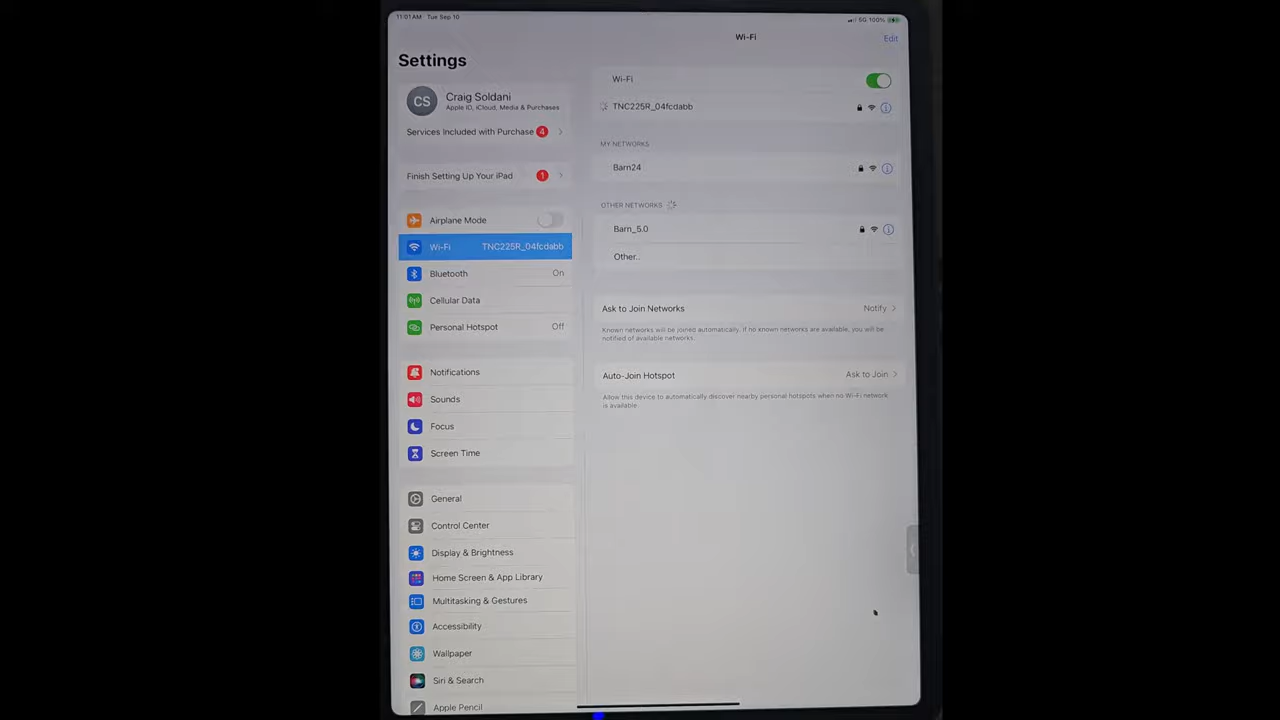 11:01 AM Tue Sep 10
5G 100%
Wi-Fi
Edit
Settings
CS
Craig Soldani
Apple ID, iCloud, Media & Purchases
Services Included with Purchase 4
Finish Setting Up Your iPad 1
Airplane Mode
Wi-Fi TNC225R_04fcdabb
Bluetooth On
Cellular Data
Personal Hotspot Off
Notifications
Sounds
Focus
Screen Time
General
Control Center
Display & Brightness
Home Screen & App Library
Multitasking & Gestures
Accessibility
Wallpaper
Siri & Search
Apple Pencil
Wi-Fi
TNC225R_04fcdabb
MY NETWORKS
Barn24
OTHER NETWORKS
Barn_5.0
Other...
Ask to Join Networks Notify
Known networks will be joined automatically. If no known networks are available, you will be
notified of available networks.
Auto-Join Hotspot Ask to Join
Allow this device to automatically discover nearby personal hotspots when no Wi-Fi network
is available.